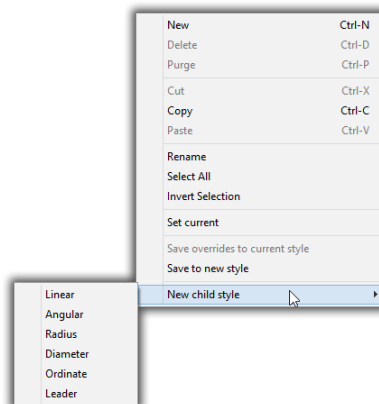 New Ctrl-N
Delete Ctrl-D
Purge Ctrl-P
Cut Ctrl-X
Copy Ctrl-C
Paste Ctrl-V
Rename
Select All
Invert Selection
Set current
Save overrides to current style
Save to new style
New child style
Linear
Angular
Radius
Diameter
Ordinate
Leader